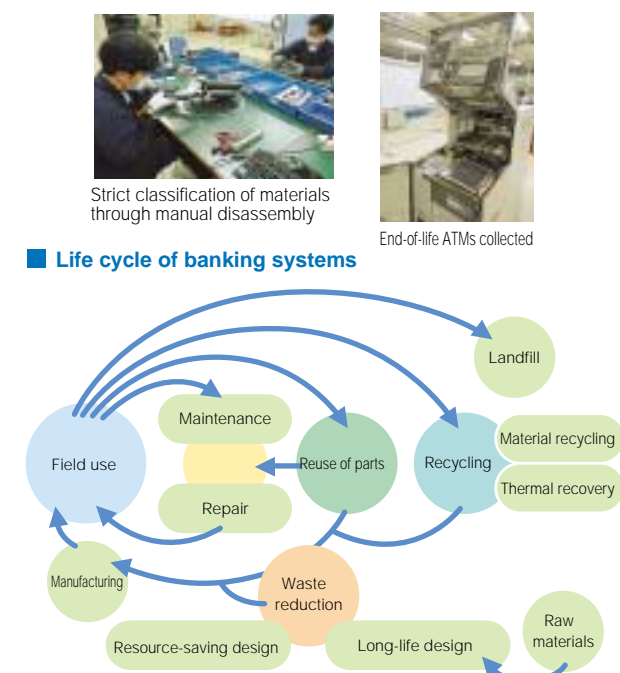 Strict classification of materials
through manual disassembly
End-of-life ATMs collected
Life cycle of banking systems
Landfill
Maintenance
Material recycling
Field use
Reuse of parts
Recycling
Thermal recovery
Repair
Manufacturing
Waste
reduction
Raw
materials
Resource-saving design
Long-life design